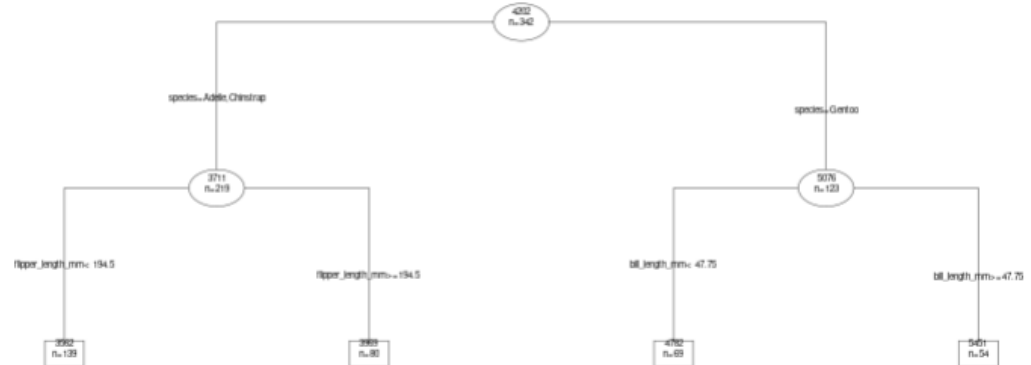 4202
n=342
species=Adelie,Chinstrap
species=Gentoo
3711
n=219
5076
n=123
flipper_length_mm< 194.5
flipper_length_mm>=194.5
bill_length_mm< 47.75
bill_length_mm>=47.75
n=139
n=80
4782
n=69
5451
n=54